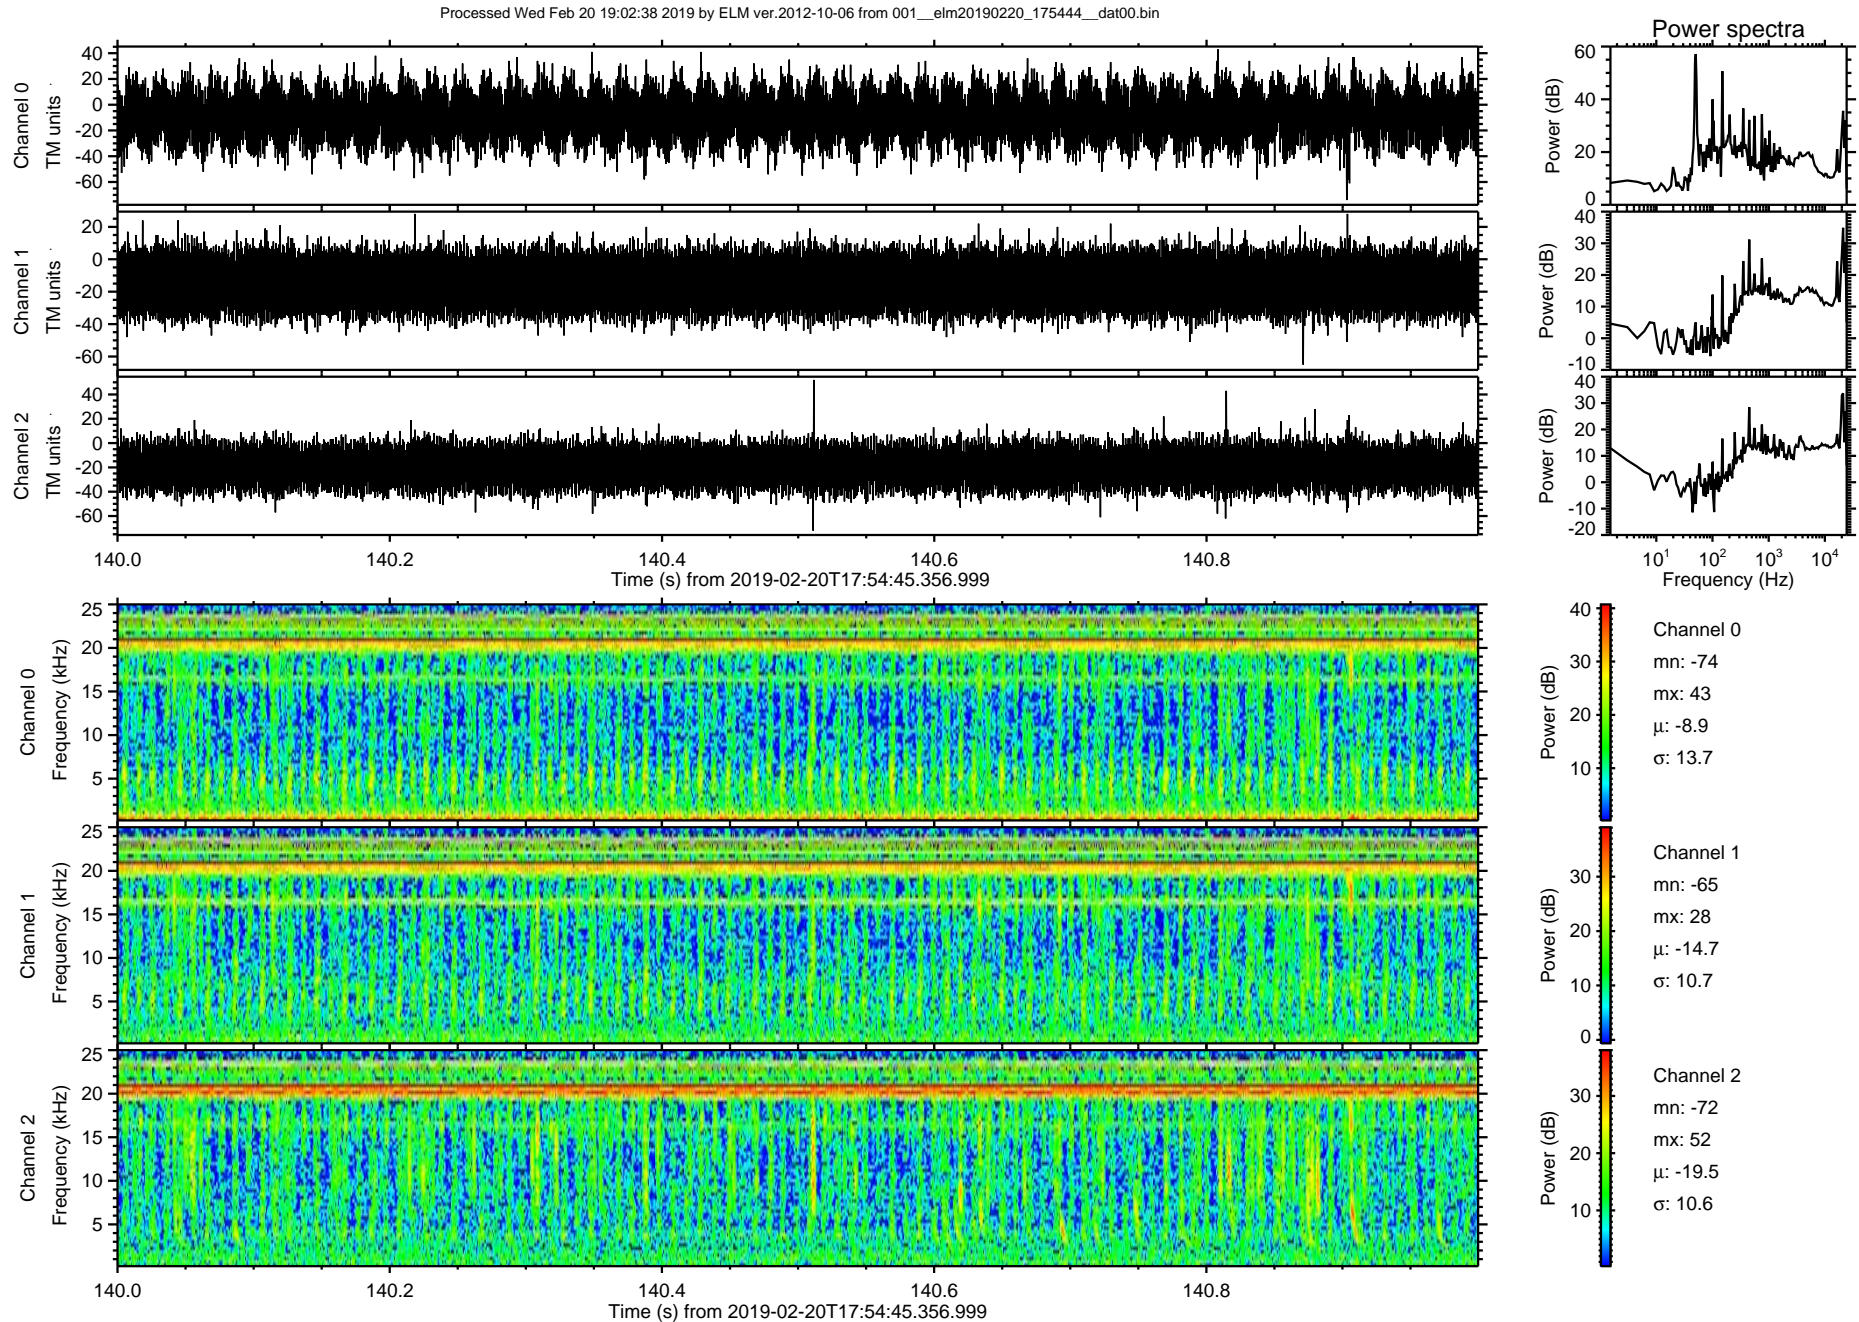 Processed Wed Feb 20 19:02:38 2019 by ELM ver.2012-10-06 from 001__elm20190220_175444__dat00.bin
Power spectra
Channel 0
TM units
40
20
0
-20
-40
-60
Power (dB)
60
40
20
0
Channel 1
TM units
20
0
-20
-40
-60
Power (dB)
40
30
20
10
0
-10
Channel 2
TM units
40
20
0
-20
-40
-60
Power (dB)
40
30
20
10
0
-10
-20
140.0 140.2 140.4 140.6 140.8
Time (s) from 2019-02-20T17:54:45.356.999
10¹ 10² 10³ 10⁴
Frequency (Hz)
Channel 0
Frequency (kHz)
25
20
15
10
5
Power (dB)
40
30
20
10
Channel 0
mn: -74
mx: 43
μ: -8.9
σ: 13.7
Channel 1
Frequency (kHz)
25
20
15
10
5
Power (dB)
30
20
10
0
Channel 1
mn: -65
mx: 28
μ: -14.7
σ: 10.7
Channel 2
Frequency (kHz)
25
20
15
10
5
Power (dB)
30
20
10
Channel 2
mn: -72
mx: 52
μ: -19.5
σ: 10.6
140.0 140.2 140.4 140.6 140.8
Time (s) from 2019-02-20T17:54:45.356.999